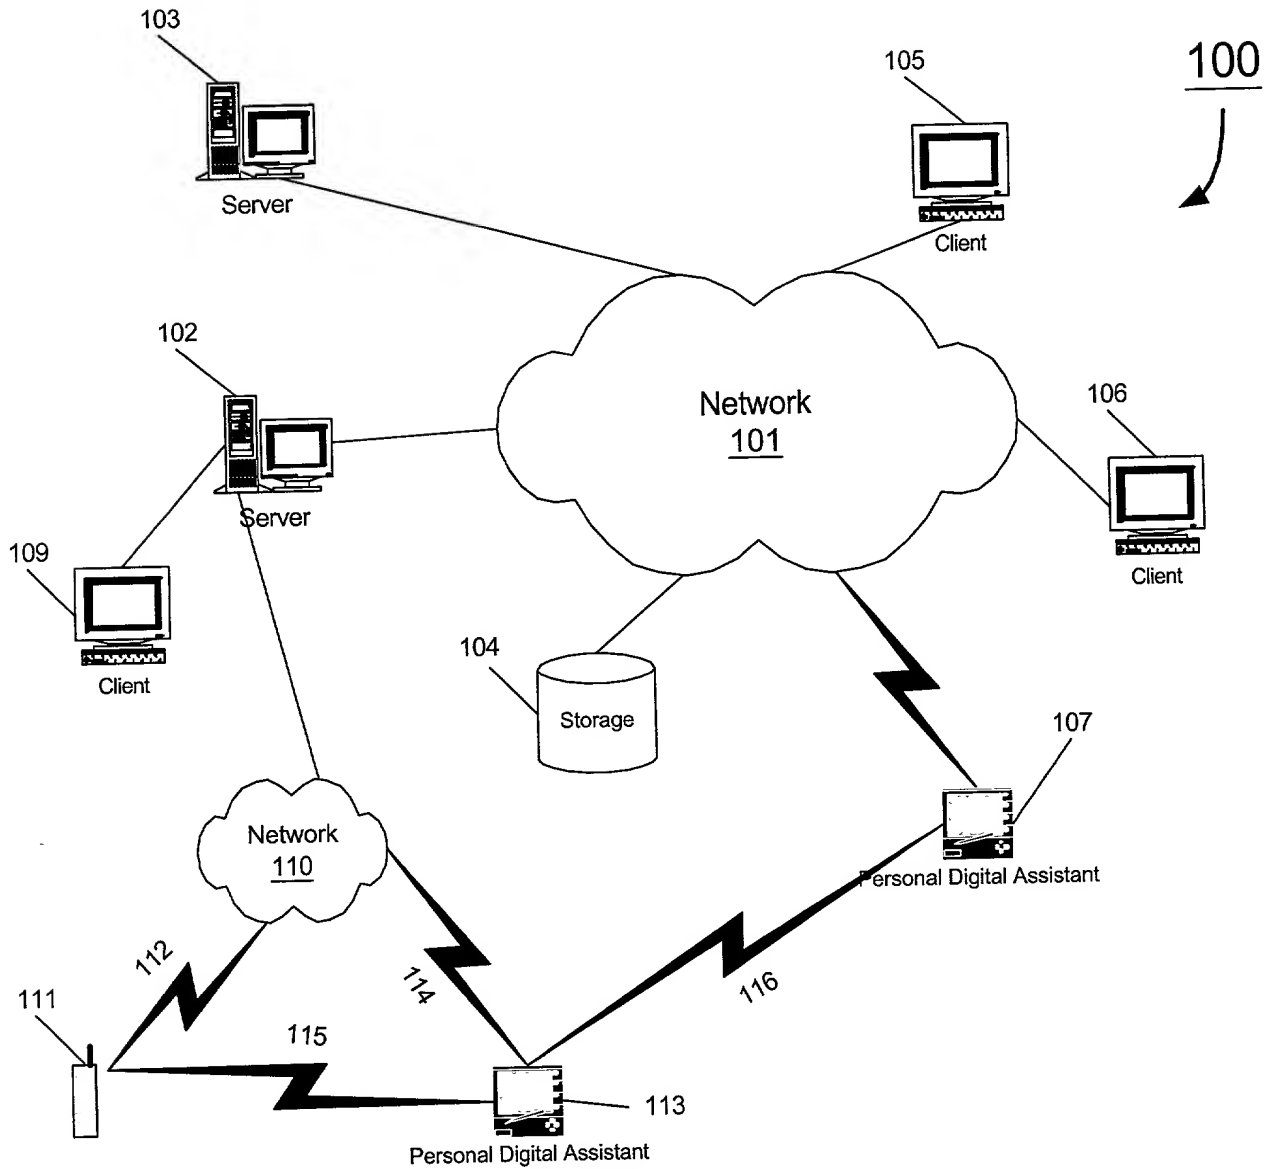 103
105
100
Server
Client
102
Network
101
106
Server
109
Client
Client
104
Storage
107
Network
110
Personal Digital Assistant
112
114
116
111
115
113
Personal Digital Assistant